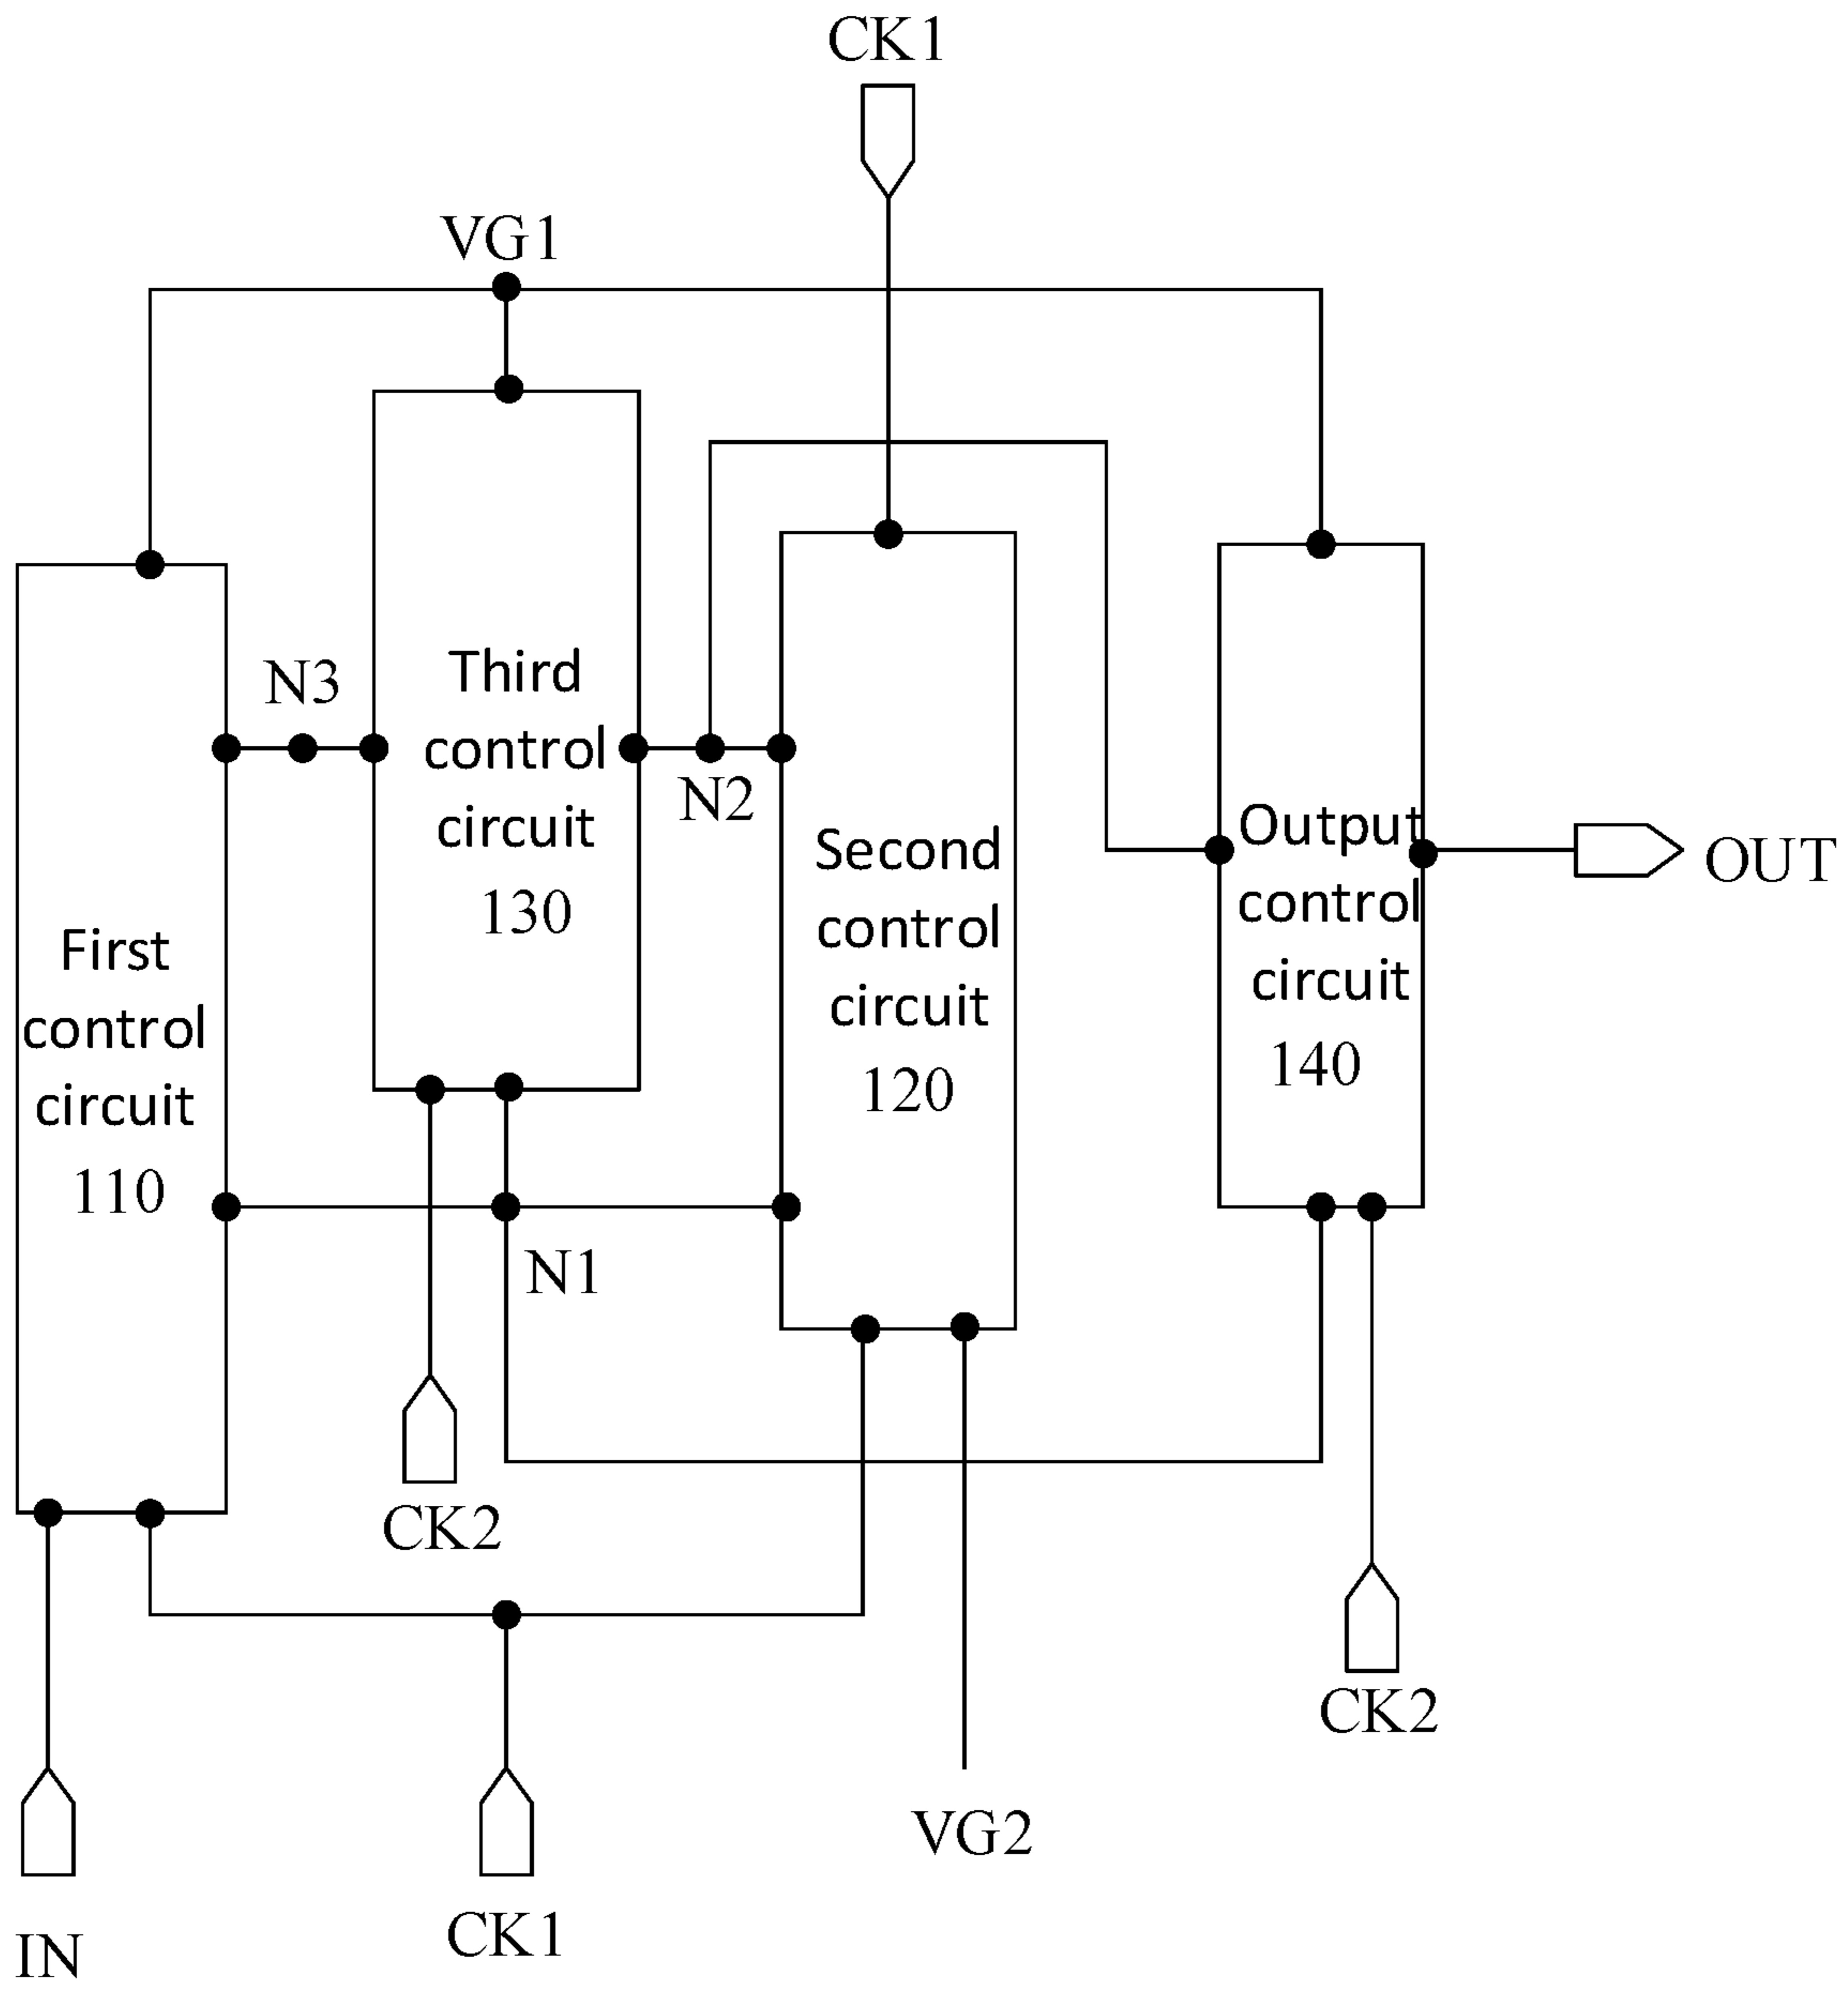 CK1
VG1
N3
Third
control
circuit
130
N2
Second
control
circuit
120
Output
control
circuit
140
OUT
First
control
circuit
110
N1
CK2
CK2
VG2
CK1
IN